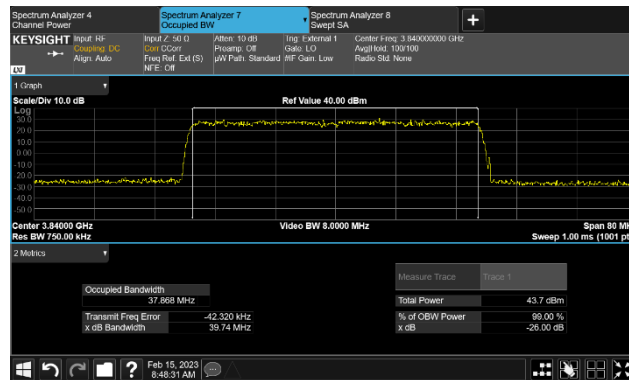 Spectrum Analyzer 4
Channel Power
Spectrum Analyzer 7
Occupied BW
Spectrum Analyzer 8
Swept SA
KEYSIGHT
Input: RF
Coupling: DC
Align: Auto
Input Z: 50 Ω
Corr CCorr
Freq Ref: Ext (S)
NFE: Off
Atten: 10 dB
Preamp: Off
µW Path: Standard
Trig: External 1
Gate: LO
#IF Gain: Low
Center Freq: 3.840000000 GHz
Avg|Hold: 100/100
Radio Std: None
LXI
1 Graph
Scale/Div 10.0 dB
Ref Value 40.00 dBm
Log
30.0
20.0
10.0
0.00
-10.0
-20.0
-30.0
-40.0
-50.0
Center 3.84000 GHz
Video BW 8.0000 MHz
Span 80 MH
Res BW 750.00 kHz
Sweep 1.00 ms (1001 pt
2 Metrics
Measure Trace
Trace 1
Occupied Bandwidth
37.868 MHz
Total Power
43.7 dBm
Transmit Freq Error
-42.320 kHz
% of OBW Power
99.00 %
x dB Bandwidth
39.74 MHz
x dB
-26.00 dB
?
Feb 15, 2023
8:48:31 AM